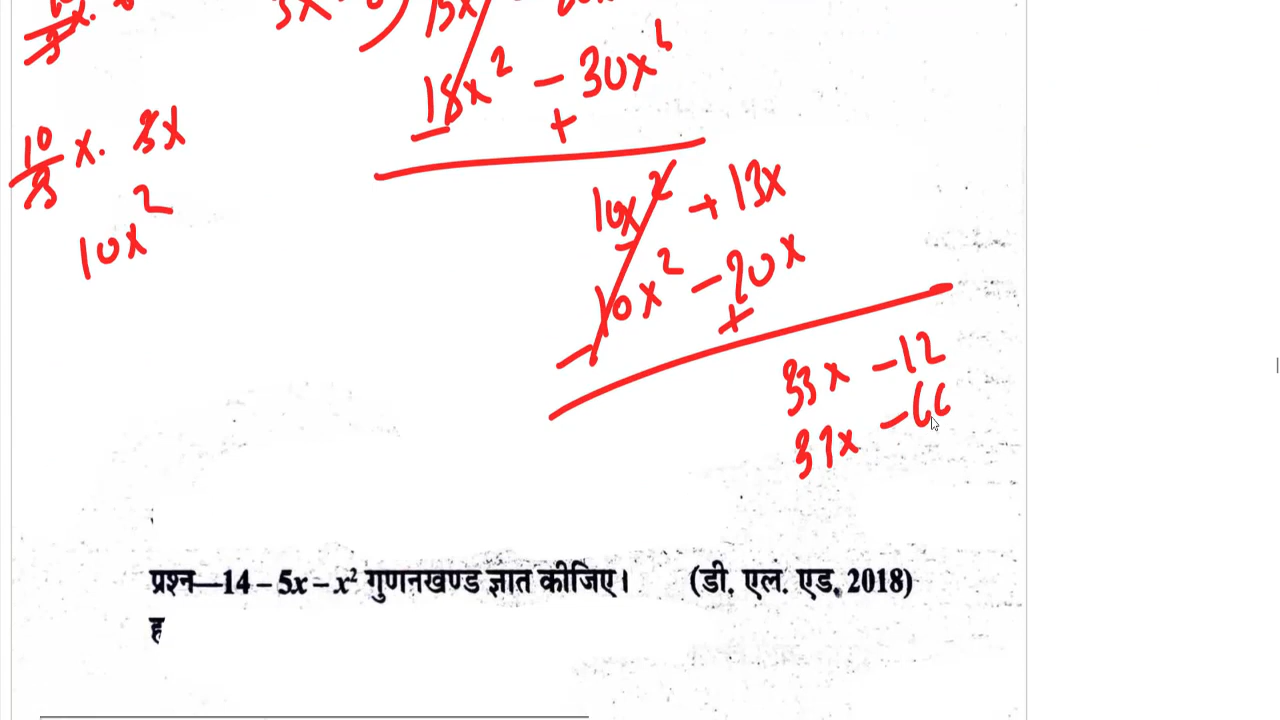 18x² − 30x
+
10/3 x. 3x
10x² + 13x
10x²
10x² − 20x
+
33x − 12
33x − 66
प्रश्न—14 – 5x – x² गुणनखण्ड ज्ञात कीजिए। (डी. एल. एड. 2018)
ह